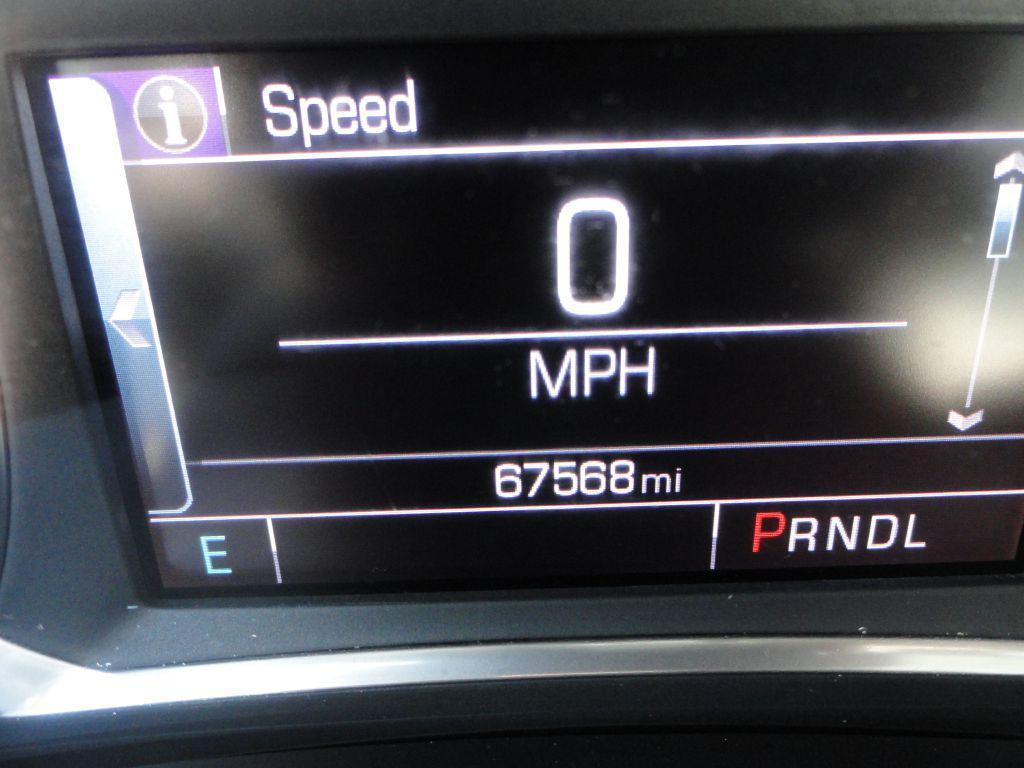 i Speed
0
MPH
67568 mi
E PRNDL